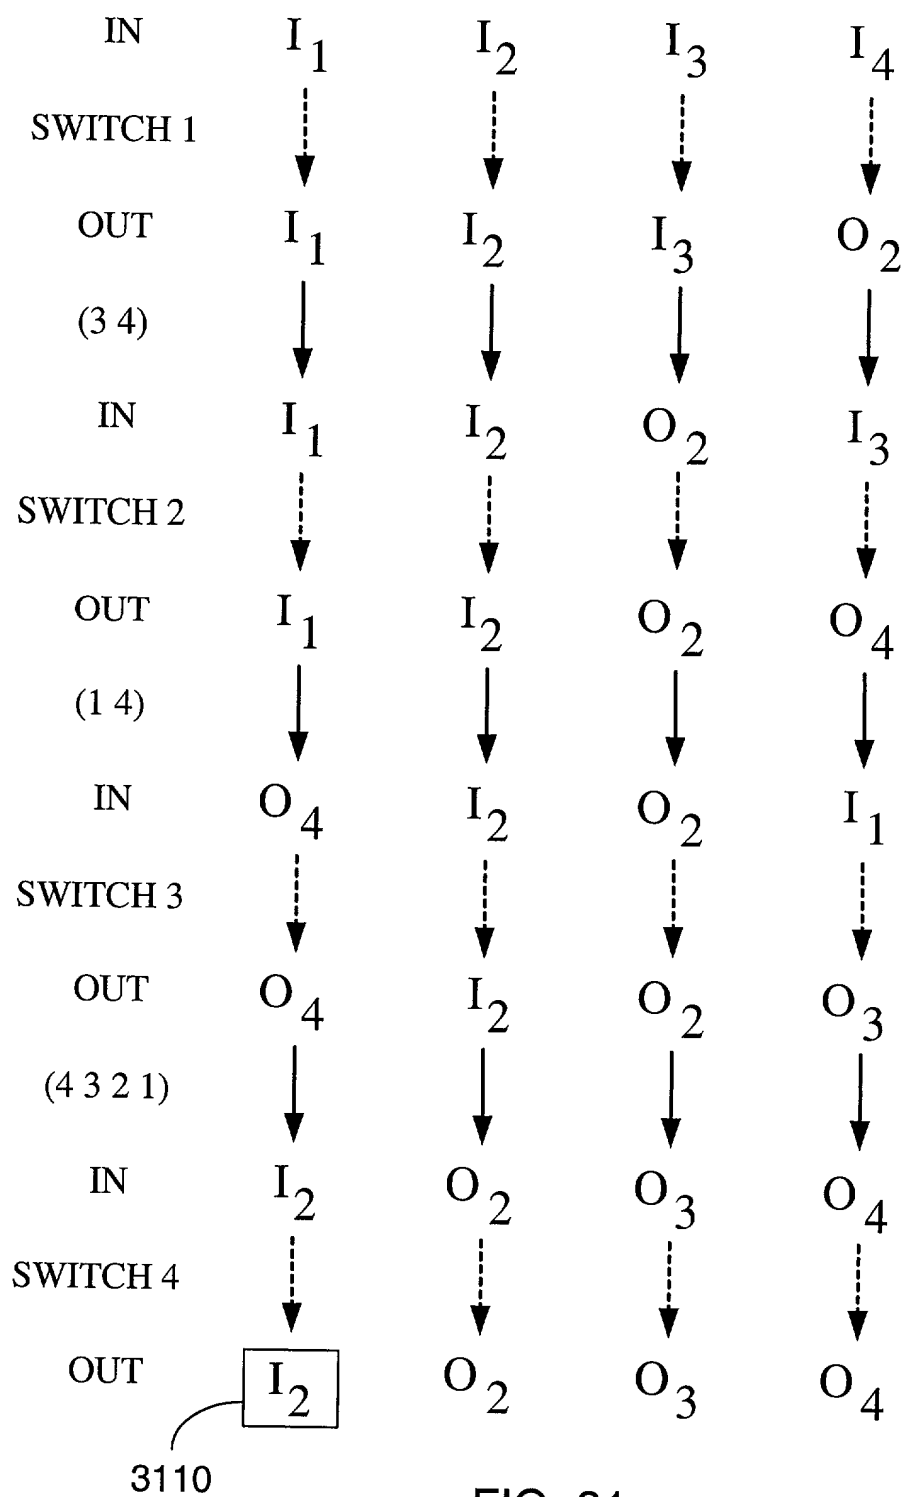 IN I1 I2 I3 I4
SWITCH 1
OUT I1 I2 I3 O2
(3 4)
IN I1 I2 O2 I3
SWITCH 2
OUT I1 I2 O2 O4
(1 4)
IN O4 I2 O2 I1
SWITCH 3
OUT O4 I2 O2 O3
(4 3 2 1)
IN I2 O2 O3 O4
SWITCH 4
OUT I2 O2 O3 O4
3110